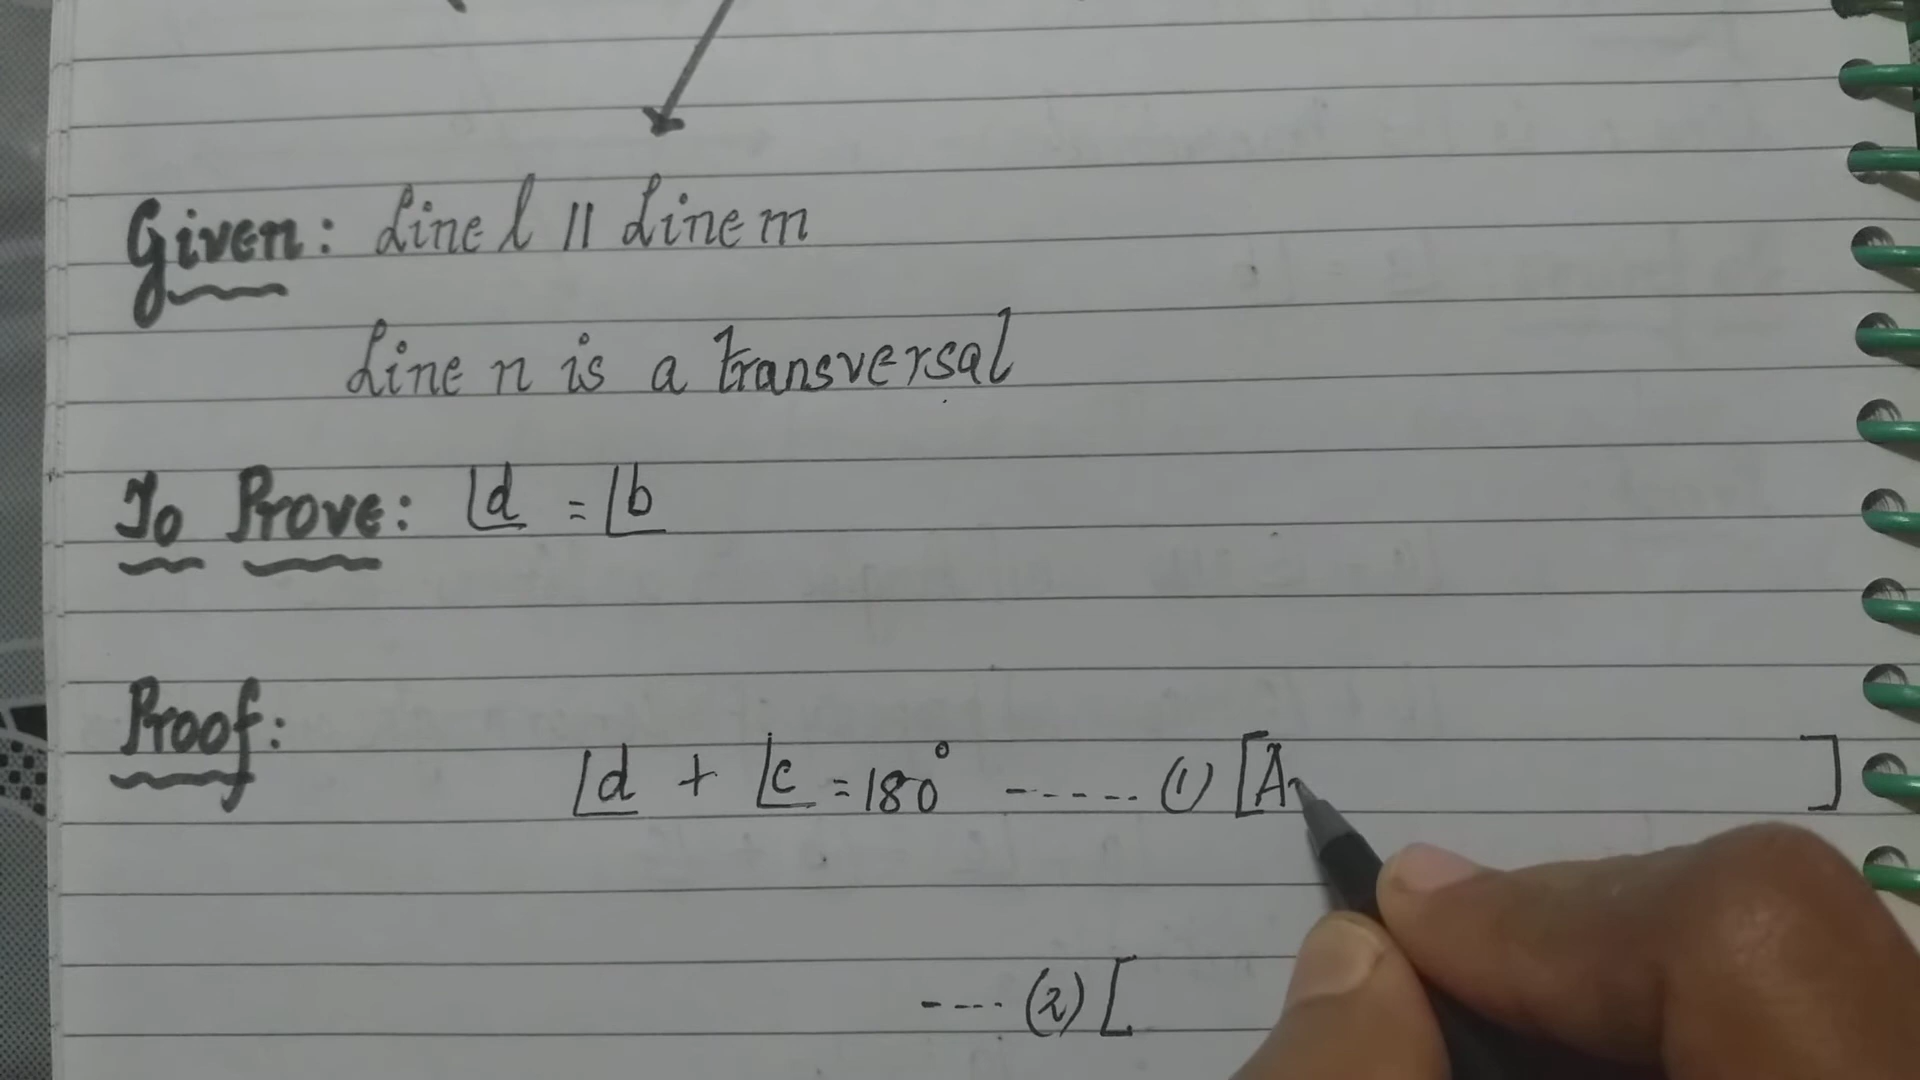 Given: Line l || Line m
Line n is a transversal
To Prove: ∠d = ∠b
Proof:
∠d + ∠c = 180° ------ (1) [A ]
---- (2) [